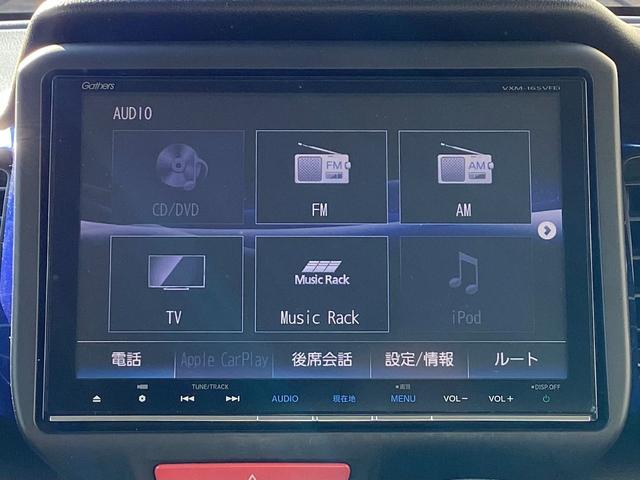 Gathers
VXM-165VFEi
AUDIO
FM
AM
CD/DVD
FM
AM
Music Rack
TV
Music Rack
iPod
電話
Apple CarPlay
後席会話
設定/情報
ルート
TUNE/TRACK
画質
DISP.OFF
AUDIO
現在地
MENU
VOL−
VOL+